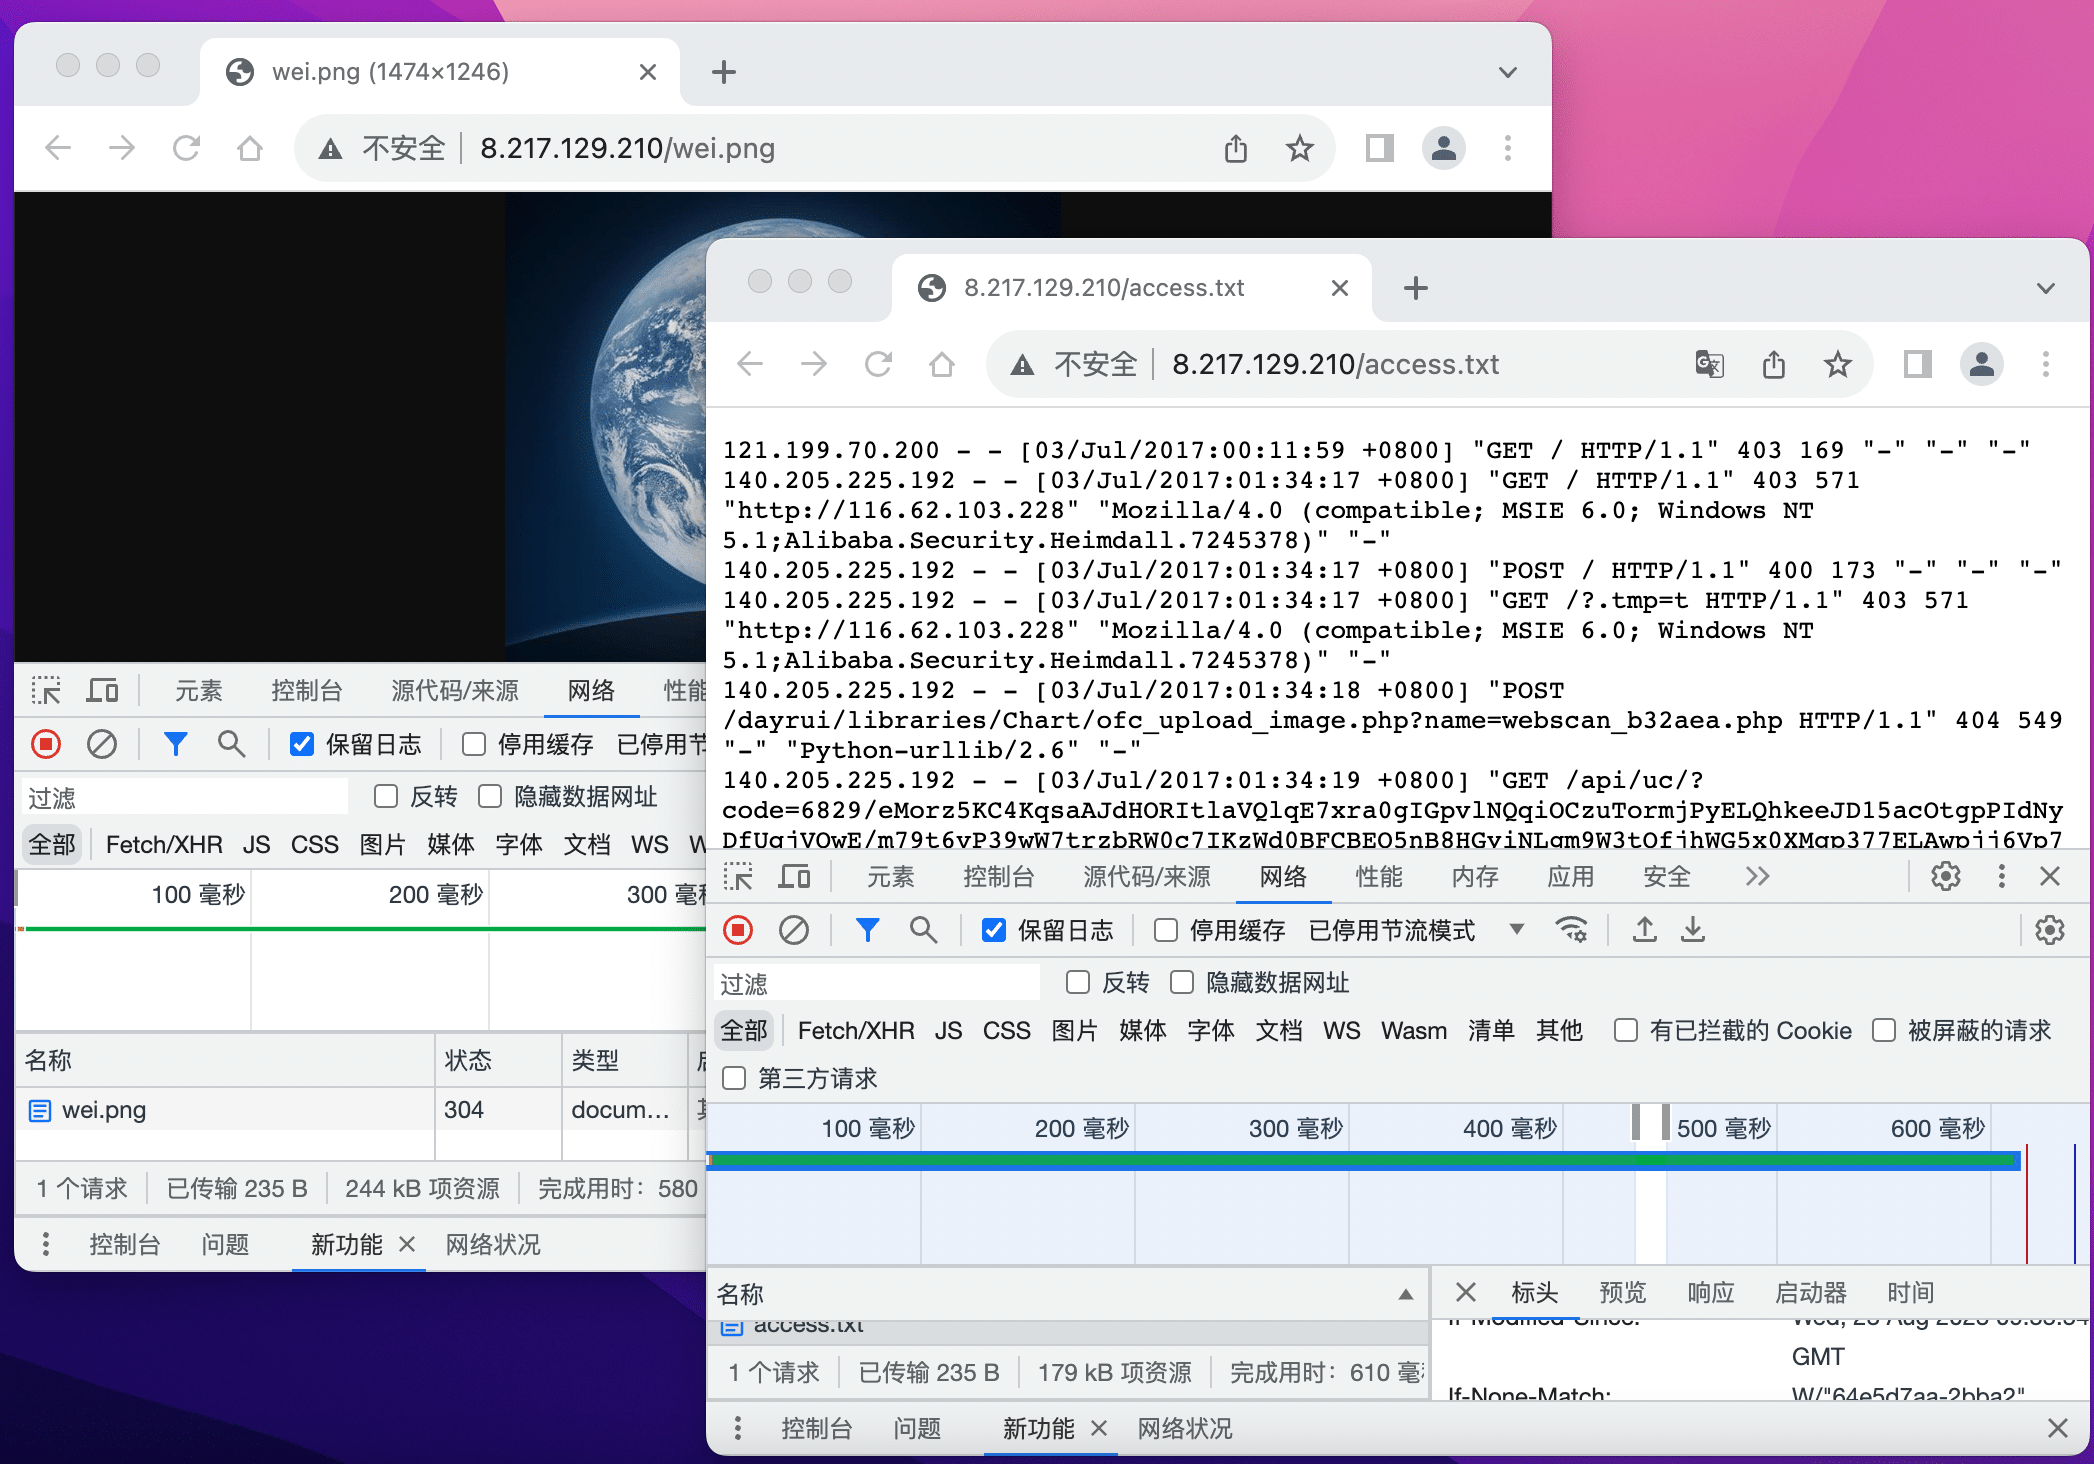 wei.png (1474×1246)
不安全 8.217.129.210/wei.png
元素 控制台 源代码/来源 网络 性能
保留日志 停用缓存
过滤 反转 隐藏数据网址
全部 Fetch/XHR JS CSS 图片 媒体 字体 文档 WS
100 毫秒 200 毫秒 300 毫
名称 状态 类型
wei.png 304 docum...
1 个请求 已传输 235 B 244 kB 项资源 完成用时：580
控制台 问题 新功能 网络状况
8.217.129.210/access.txt
不安全 8.217.129.210/access.txt
121.199.70.200 - - [03/Jul/2017:00:11:59 +0800] "GET / HTTP/1.1" 403 169 "-" "-" "-"
140.205.225.192 - - [03/Jul/2017:01:34:17 +0800] "GET / HTTP/1.1" 403 571
"http://116.62.103.228" "Mozilla/4.0 (compatible; MSIE 6.0; Windows NT
5.1;Alibaba.Security.Heimdall.7245378)" "-"
140.205.225.192 - - [03/Jul/2017:01:34:17 +0800] "POST / HTTP/1.1" 400 173 "-" "-" "-"
140.205.225.192 - - [03/Jul/2017:01:34:17 +0800] "GET /?.tmp=t HTTP/1.1" 403 571
"http://116.62.103.228" "Mozilla/4.0 (compatible; MSIE 6.0; Windows NT
5.1;Alibaba.Security.Heimdall.7245378)" "-"
140.205.225.192 - - [03/Jul/2017:01:34:18 +0800] "POST
/dayrui/libraries/Chart/ofc_upload_image.php?name=webscan_b32aea.php HTTP/1.1" 404 549
"-" "Python-urllib/2.6" "-"
140.205.225.192 - - [03/Jul/2017:01:34:19 +0800] "GET /api/uc/?
code=6829/eMorz5KC4KqsaAJdHORItlaVQlqE7xra0gIGpvlNQqiOCzuTormjPyELQhkeeJD15acOtgpPIdNy
元素 控制台 源代码/来源 网络 性能 内存 应用 安全
保留日志 停用缓存 已停用节流模式
过滤 反转 隐藏数据网址
全部 Fetch/XHR JS CSS 图片 媒体 字体 文档 WS Wasm 清单 其他 有已拦截的 Cookie 被屏蔽的请求
第三方请求
100 毫秒 200 毫秒 300 毫秒 400 毫秒 500 毫秒 600 毫秒
名称
access.txt
1 个请求 已传输 235 B 179 kB 项资源 完成用时：610 毫
标头 预览 响应 启动器 时间
If-Modified-Since:
GMT
If-None-Match: W/"64e5d7aa-2bba2"
控制台 问题 新功能 网络状况